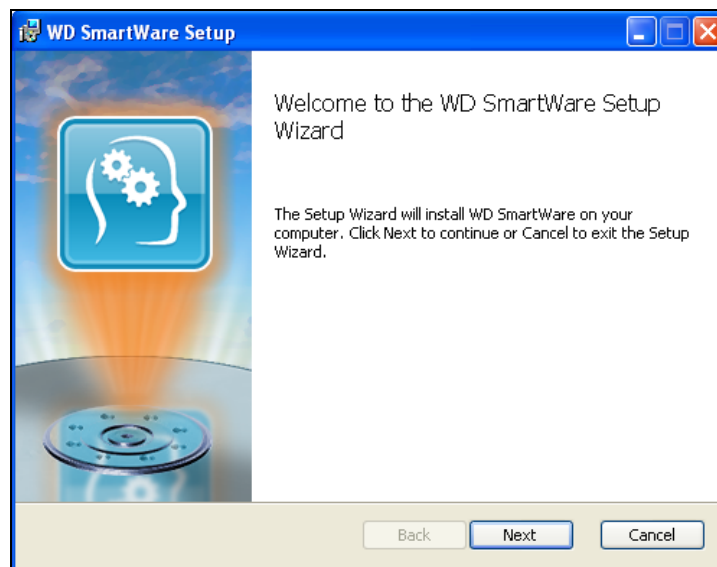 WD SmartWare Setup
Welcome to the WD SmartWare Setup
Wizard
The Setup Wizard will install WD SmartWare on your
computer. Click Next to continue or Cancel to exit the Setup
Wizard.
Back
Next
Cancel